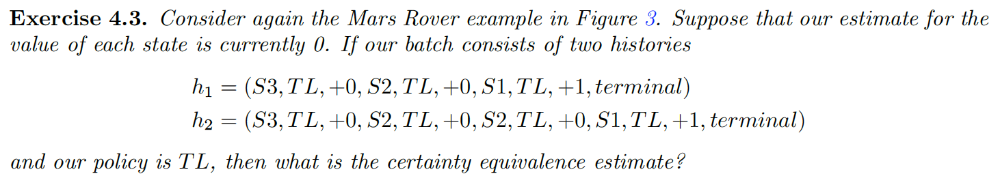 Exercise 4.3. Consider again the Mars Rover example in Figure 3. Suppose that our estimate for the
value of each state is currently 0. If our batch consists of two histories
h₁ = (S3, TL, +0, S2, TL, +0, S1, TL, +1, terminal)
h₂ = (S3, TL, +0, S2, TL, +0, S2, TL, +0, S1, TL, +1, terminal)
and our policy is TL, then what is the certainty equivalence estimate?